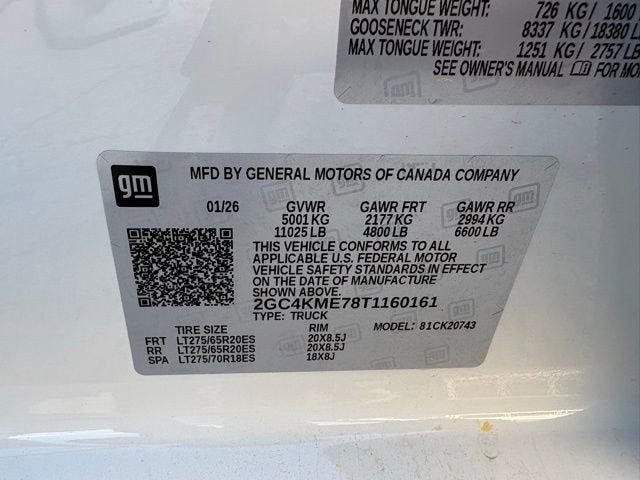 MAX TONGUE WEIGHT: 726 KG / 1600
GOOSENECK TWR: 8337 KG/18380 LB
MAX TONGUE WEIGHT: 1251 KG / 2757 LB
SEE OWNER'S MANUAL FOR MOR
gm
MFD BY GENERAL MOTORS OF CANADA COMPANY
01/26 GVWR GAWR FRT GAWR RR
5001 KG 2177 KG 2994 KG
11025 LB 4800 LB 6600 LB
THIS VEHICLE CONFORMS TO ALL
APPLICABLE U.S. FEDERAL MOTOR
VEHICLE SAFETY STANDARDS IN EFFECT
ON THE DATE OF MANUFACTURE
SHOWN ABOVE.
2GC4KME78T1160161
TYPE: TRUCK MODEL: 81CK20743
TIRE SIZE RIM
FRT LT275/65R20ES 20X8.5J
RR LT275/65R20ES 20X8.5J
SPA LT275/70R18ES 18X8J